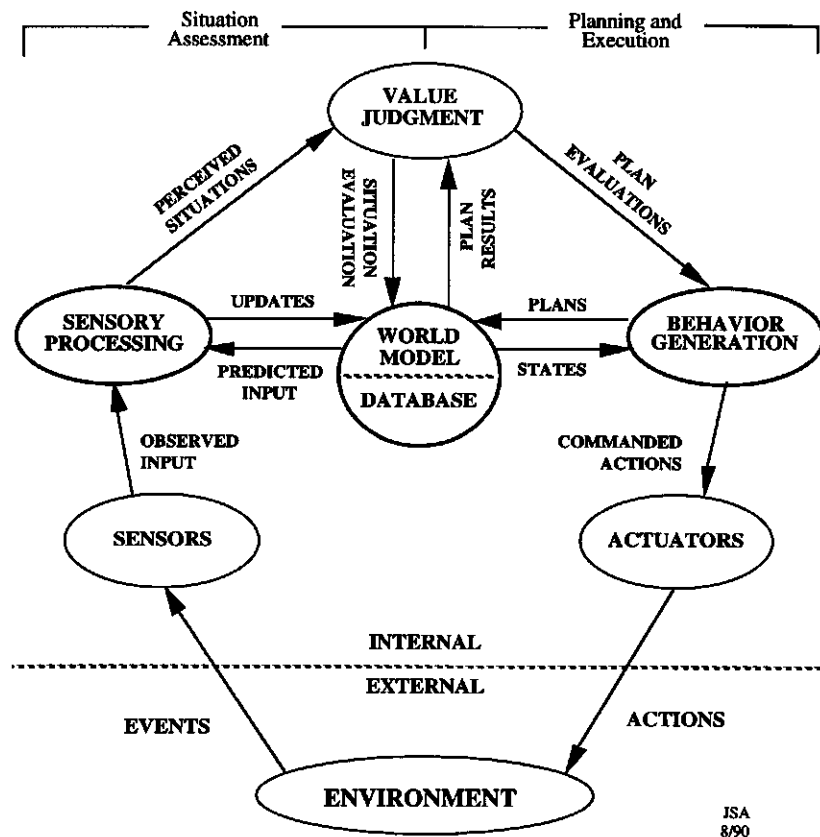 Situation
Assessment
Planning and
Execution
VALUE
JUDGMENT
PERCEIVED
SITUATIONS
SITUATION
EVALUATION
PLAN
RESULTS
PLAN
EVALUATIONS
SENSORY
PROCESSING
UPDATES
PREDICTED
INPUT
WORLD
MODEL
DATABASE
PLANS
STATES
BEHAVIOR
GENERATION
OBSERVED
INPUT
COMMANDED
ACTIONS
SENSORS
ACTUATORS
INTERNAL
EXTERNAL
EVENTS
ACTIONS
ENVIRONMENT
JSA
8/90